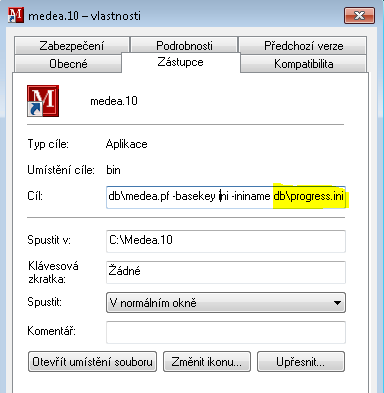 medea.10 – vlastnosti
Zabezpečení Podrobnosti Předchozí verze
Obecné Zástupce Kompatibilita
medea.10
Typ cíle: Aplikace
Umístění cíle: bin
Cíl: db\medea.pf -basekey ini -ininame db\progress.ini
Spustit v: C:\Medea.10
Klávesová zkratka: Žádné
Spustit: V normálním okně
Komentář:
Otevřít umístění souboru Změnit ikonu... Upřesnit...